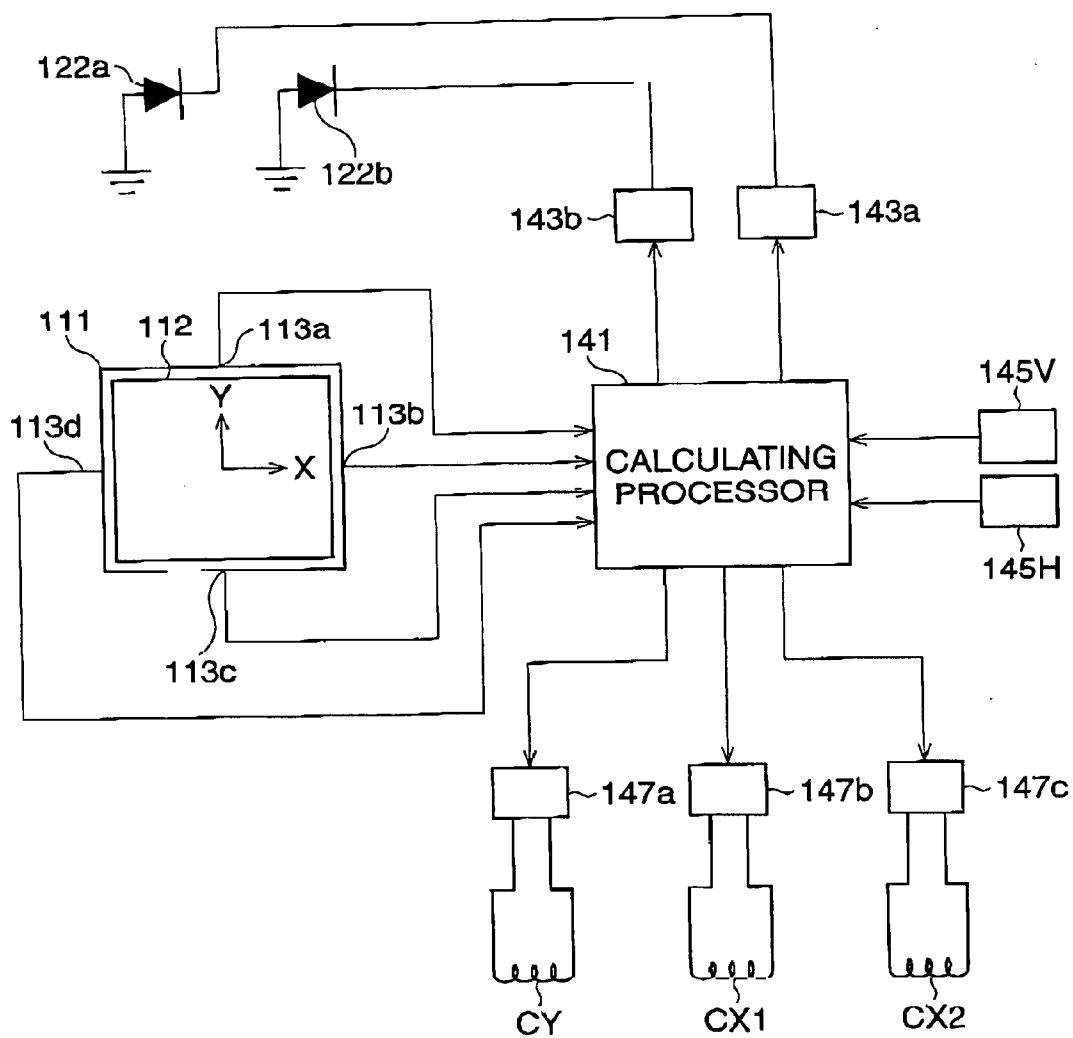 122a
122b
143b
143a
111
112
113a
141
145V
Y
113b
113d
X
CALCULATING
PROCESSOR
145H
113c
147a
147b
147c
CY
CX1
CX2